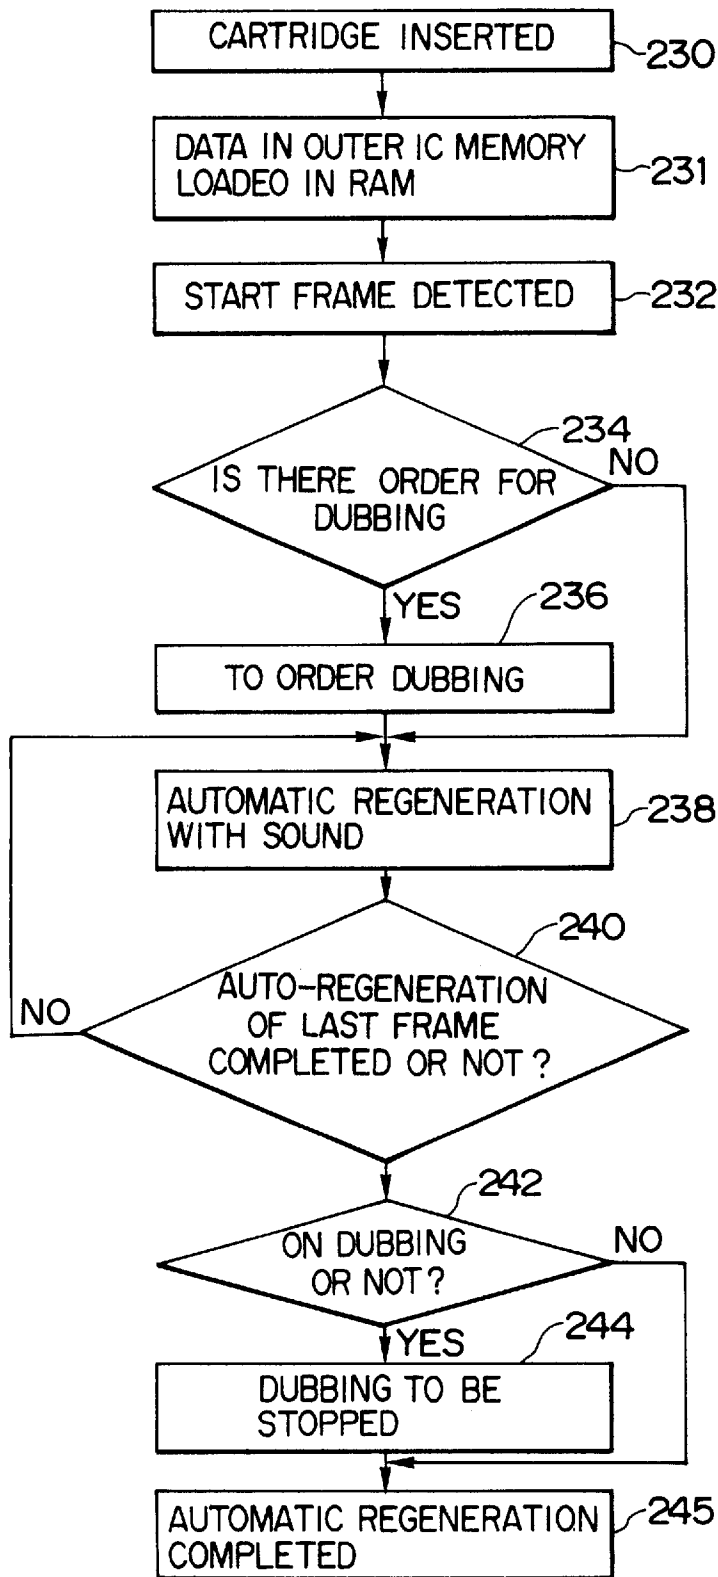 CARTRIDGE INSERTED
230
DATA IN OUTER IC MEMORY
LOADEO IN RAM
231
START FRAME DETECTED
232
234
IS THERE ORDER FOR
DUBBING
NO
YES
236
TO ORDER DUBBING
AUTOMATIC REGENERATION
WITH SOUND
238
240
AUTO-REGENERATION
OF LAST FRAME
COMPLETED OR NOT?
NO
242
ON DUBBING
OR NOT?
NO
YES
244
DUBBING TO BE
STOPPED
AUTOMATIC REGENERATION
COMPLETED
245